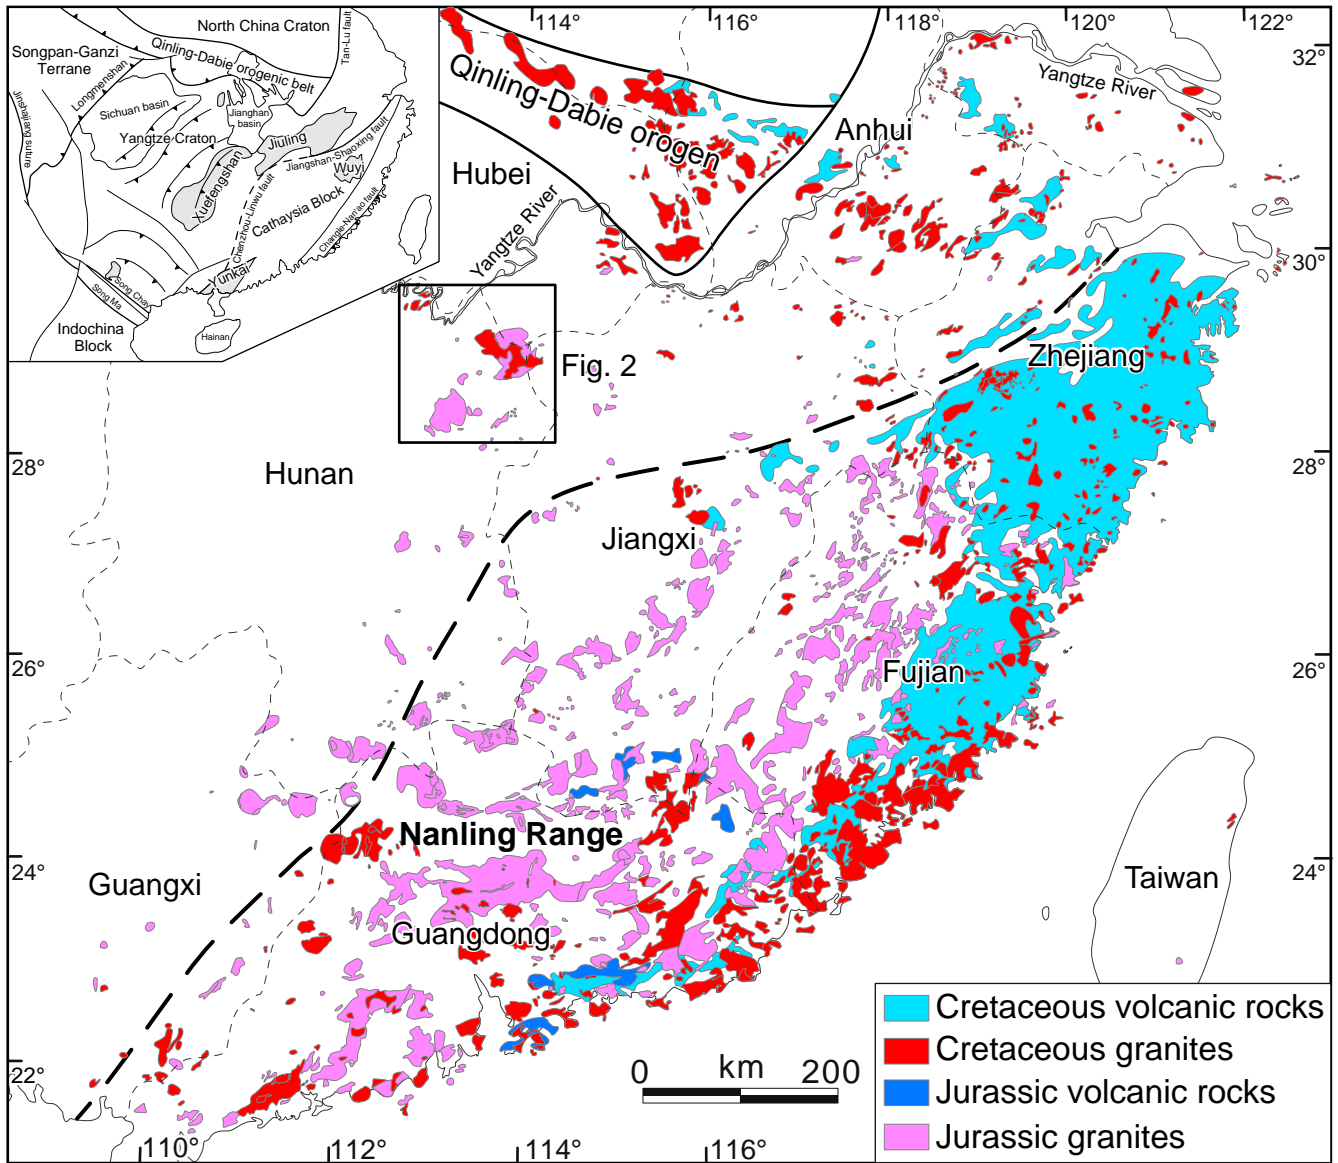 114°
116°
118°
120°
122°
32°
30°
28°
26°
24°
28°
26°
24°
22°
110°
112°
114°
116°
North China Craton
Songpan-Ganzi
Terrane
Qinling-Dabie orogenic belt
Tan-Lu fault
Longmenshan
Jinshajiang suture
Sichuan basin
Jianghan
basin
Yangtze Craton
Jiuling
Jiangshan-Shaoxing fault
Wuyi
Xuefengshan
Chenzhou-Linwu fault
Cathaysia Block
Changle-Nan'ao fault
Yunkai
Song Chay
Song Ma
Indochina
Block
Hainan
Qinling-Dabie orogen
Hubei
Yangtze River
Anhui
Yangtze River
Fig. 2
Zhejiang
Hunan
Jiangxi
Fujian
Nanling Range
Guangxi
Guangdong
Taiwan
km
0
200
Cretaceous volcanic rocks
Cretaceous granites
Jurassic volcanic rocks
Jurassic granites